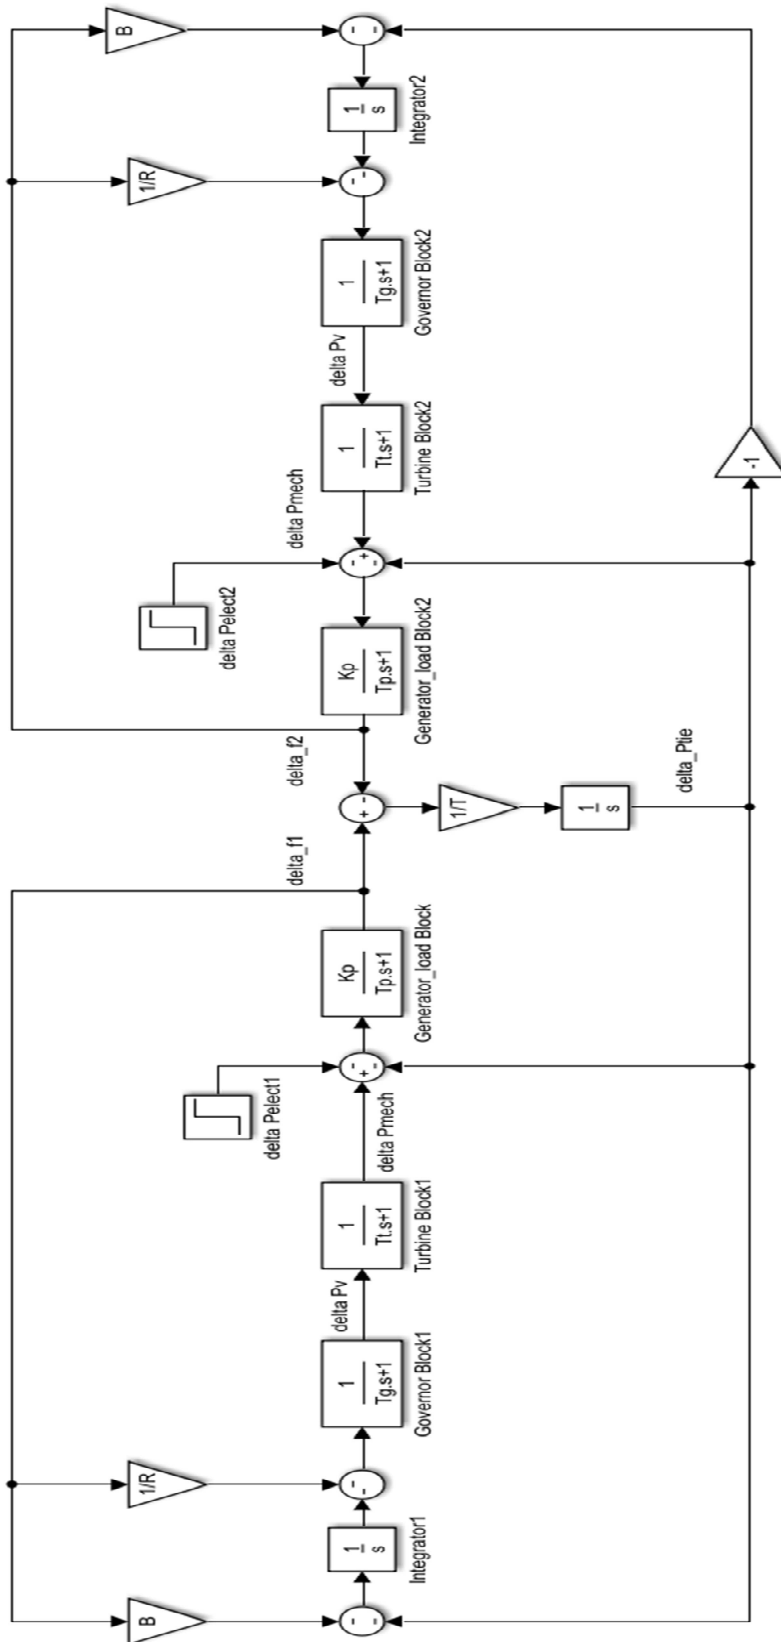 B
1/R
1/R
B
delta Pelect1
delta Pelect2
delta Pv
delta_f1
delta_f2
delta Pmech
delta Pv
- -
1
s
- -
1
Tg.s+1
1
Tt.s+1
+ - -
Kp
Tp.s+1
+ -
Kp
Tp.s+1
- + -
1
Tt.s+1
1
Tg.s+1
- -
1
s
- -
delta Pmech
Integrator1
Governor Block1
Turbine Block1
Generator_load Block
Generator_load Block2
Turbine Block2
Governor Block2
Integrator2
1/T
1
s
delta_Ptie
-1